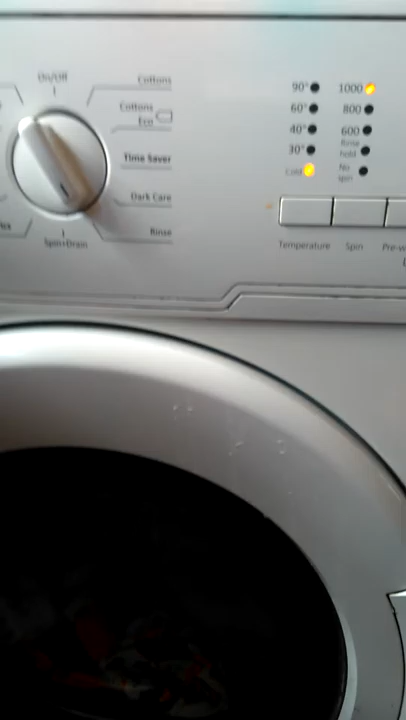 On/Off
Cottons
Cottons
Eco
Time Saver
Dark Care
Rinse
Spin+Drain
90°
60°
40°
30°
Cold
1000
800
600
Rinse
hold
No
spin
Temperature
Spin
Pre-w